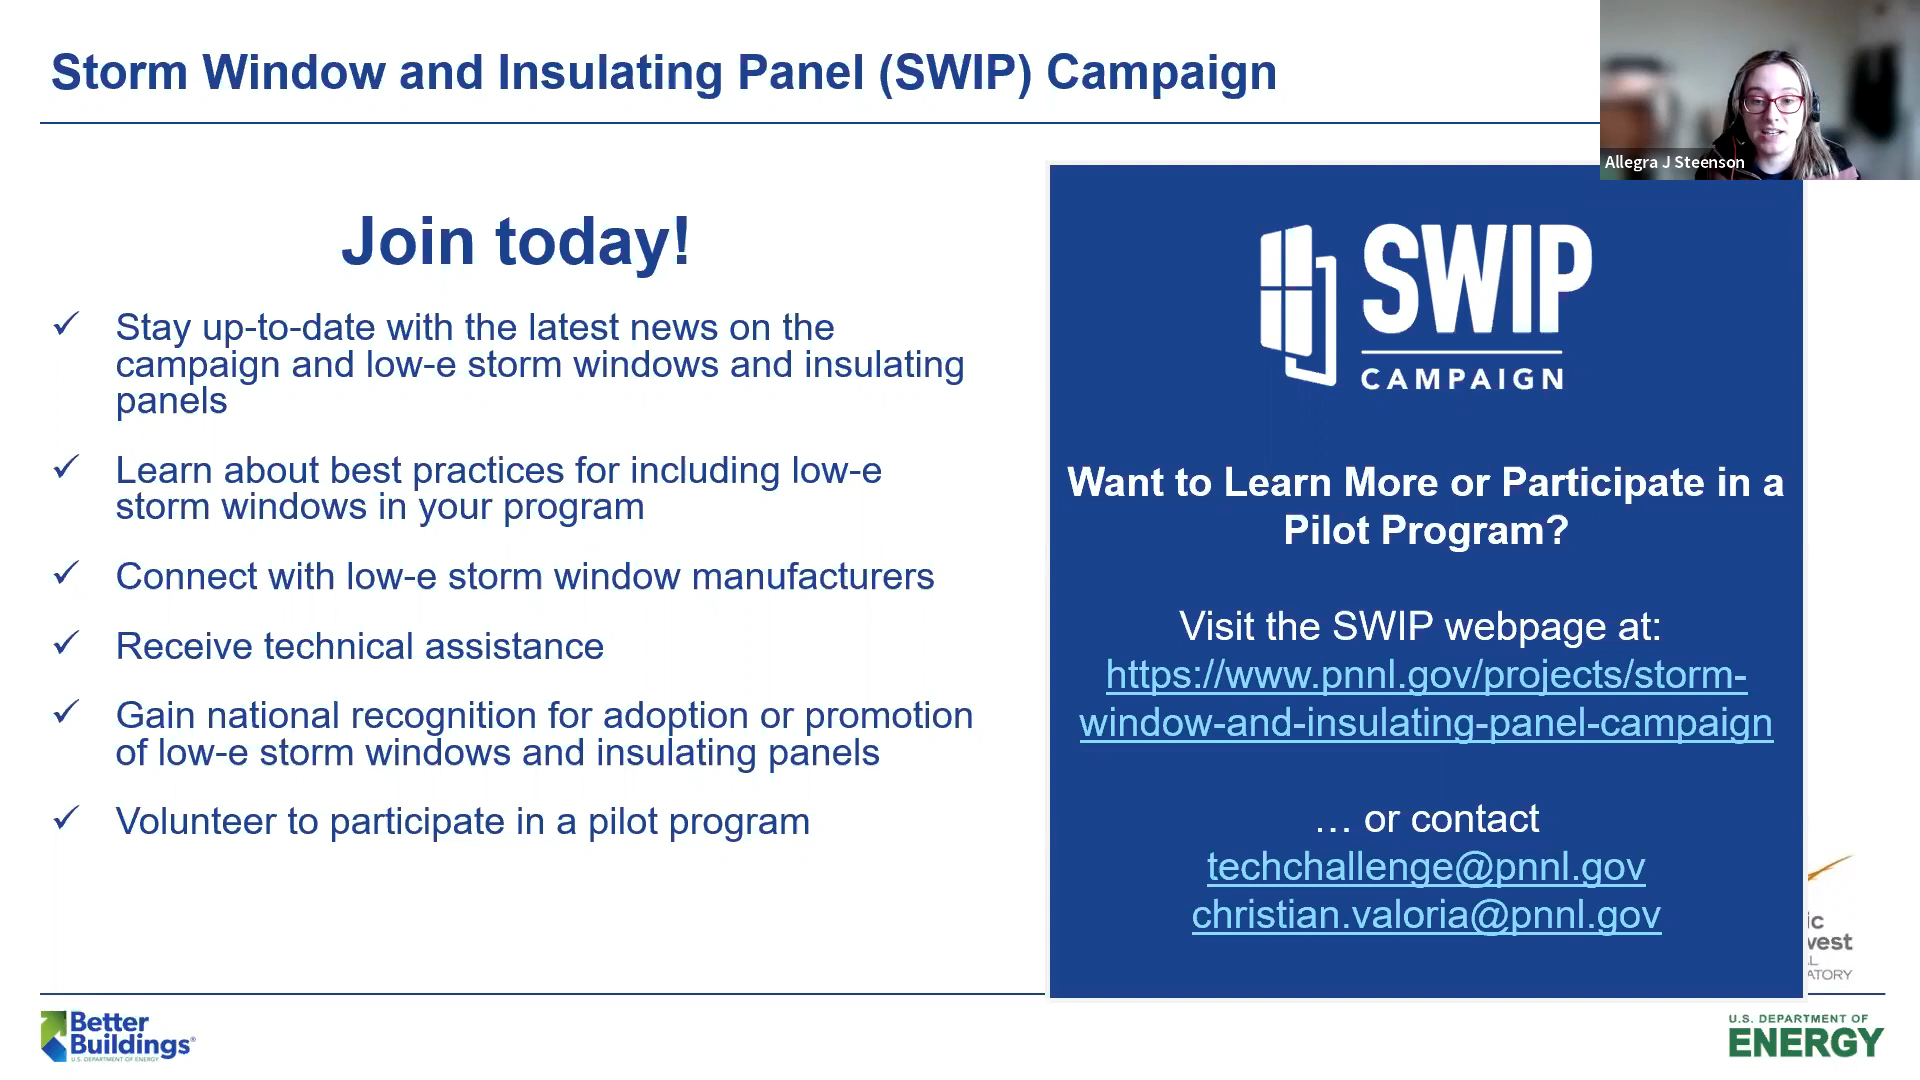 Storm Window and Insulating Panel (SWIP) Campaign
Allegra J Steenson
Join today!
Stay up-to-date with the latest news on the
campaign and low-e storm windows and insulating
panels
Learn about best practices for including low-e
storm windows in your program
Connect with low-e storm window manufacturers
Receive technical assistance
Gain national recognition for adoption or promotion
of low-e storm windows and insulating panels
Volunteer to participate in a pilot program
SWIP
CAMPAIGN
Want to Learn More or Participate in a
Pilot Program?
Visit the SWIP webpage at:
https://www.pnnl.gov/projects/storm-
window-and-insulating-panel-campaign
… or contact
techchallenge@pnnl.gov
christian.valoria@pnnl.gov
Better
Buildings®
U.S. DEPARTMENT OF ENERGY
U.S. DEPARTMENT OF
ENERGY